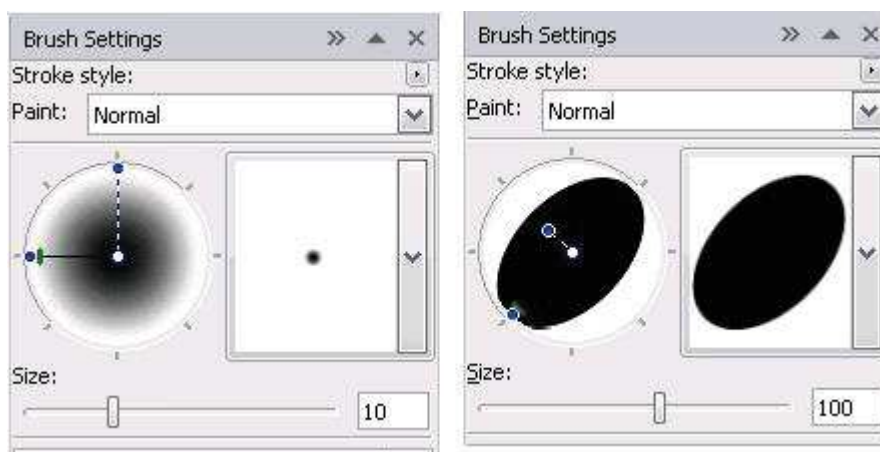 Brush Settings
Stroke style:
Paint: Normal
Size:
10
Brush Settings
Stroke style:
Paint: Normal
Size:
100